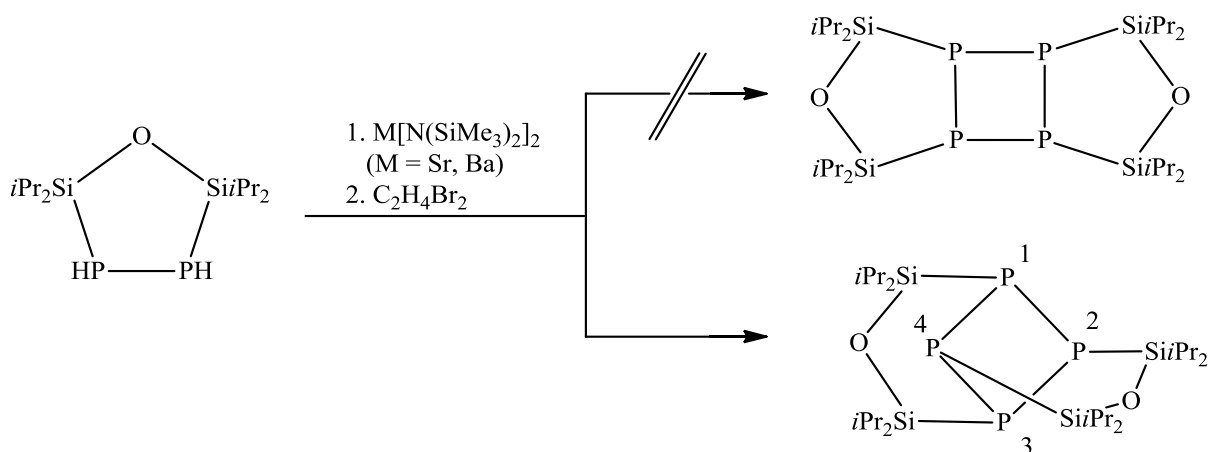 O
iPr₂Si
SiiPr₂
HP
PH
1. M[N(SiMe₃)₂]₂
(M = Sr, Ba)
2. C₂H₄Br₂
iPr₂Si
P
P
SiiPr₂
O
O
P
P
iPr₂Si
SiiPr₂
1
iPr₂Si
P
4
2
O
P
P
SiiPr₂
O
iPr₂Si
P
SiiPr₂
3